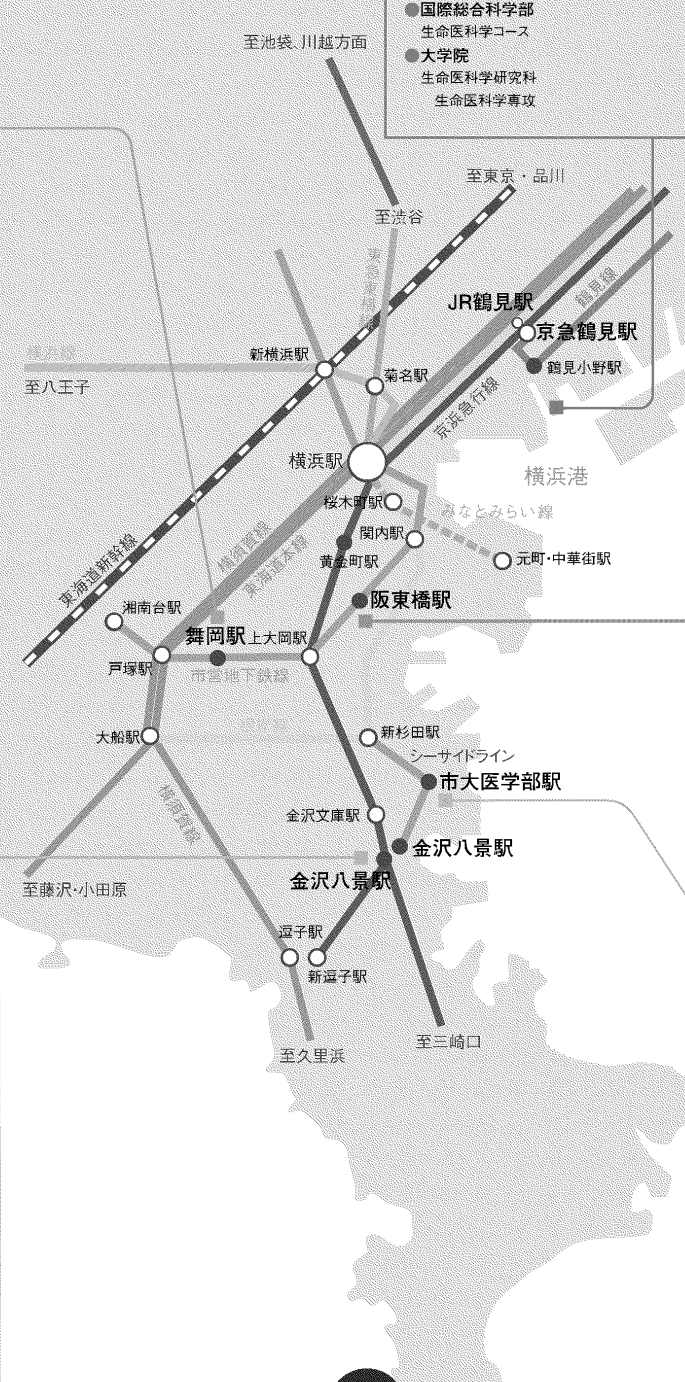 ●国際総合科学部
生命医科学コース
●大学院
生命医科学研究科
生命医科学専攻
至池袋、川越方面
至東京・品川
至渋谷
東急東横線
鶴見線
JR鶴見駅
京急鶴見駅
横浜線
新横浜駅
鶴見小野駅
菊名駅
至八王子
京浜急行線
横浜駅
横浜港
桜木町駅
みなとみらい線
関内駅
横須賀線
東海道本線
黄金町駅
元町・中華街駅
東海道新幹線
阪東橋駅
湘南台駅
舞岡駅
上大岡駅
戸塚駅
市営地下鉄線
根岸線
新杉田駅
大船駅
シーサイドライン
市大医学部駅
横須賀線
金沢文庫駅
金沢八景駅
金沢八景駅
至藤沢・小田原
逗子駅
新逗子駅
至三崎口
至久里浜